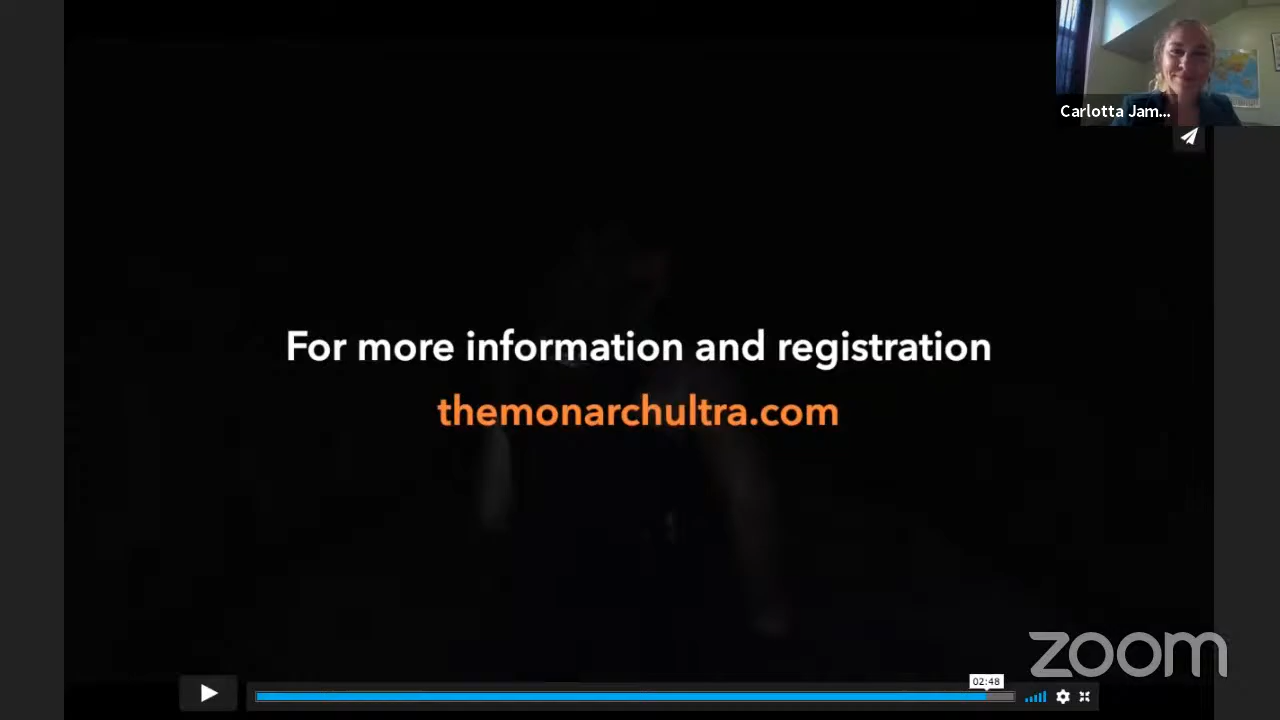 Carlotta Jam...
For more information and registration
themonarchultra.com
zoom
02:48